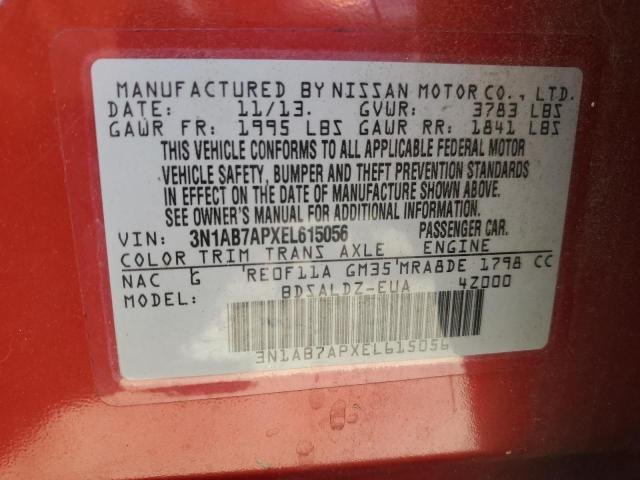 MANUFACTURED BY NISSAN MOTOR CO., LTD.
DATE: 11/13. GVWR: 3783 LBS
GAWR FR: 1995 LBS GAWR RR: 1841 LBS
THIS VEHICLE CONFORMS TO ALL APPLICABLE FEDERAL MOTOR
VEHICLE SAFETY, BUMPER AND THEFT PREVENTION STANDARDS
IN EFFECT ON THE DATE OF MANUFACTURE SHOWN ABOVE.
SEE OWNER'S MANUAL FOR ADDITIONAL INFORMATION.
VIN: 3N1AB7APXEL615056 PASSENGER CAR.
COLOR TRIM TRANS AXLE ENGINE
NAC G RE0F11A GM35 MRA8DE 1798 CC
MODEL: BDSALDZ-EUA 4Z000
3N1AB7APXEL615056